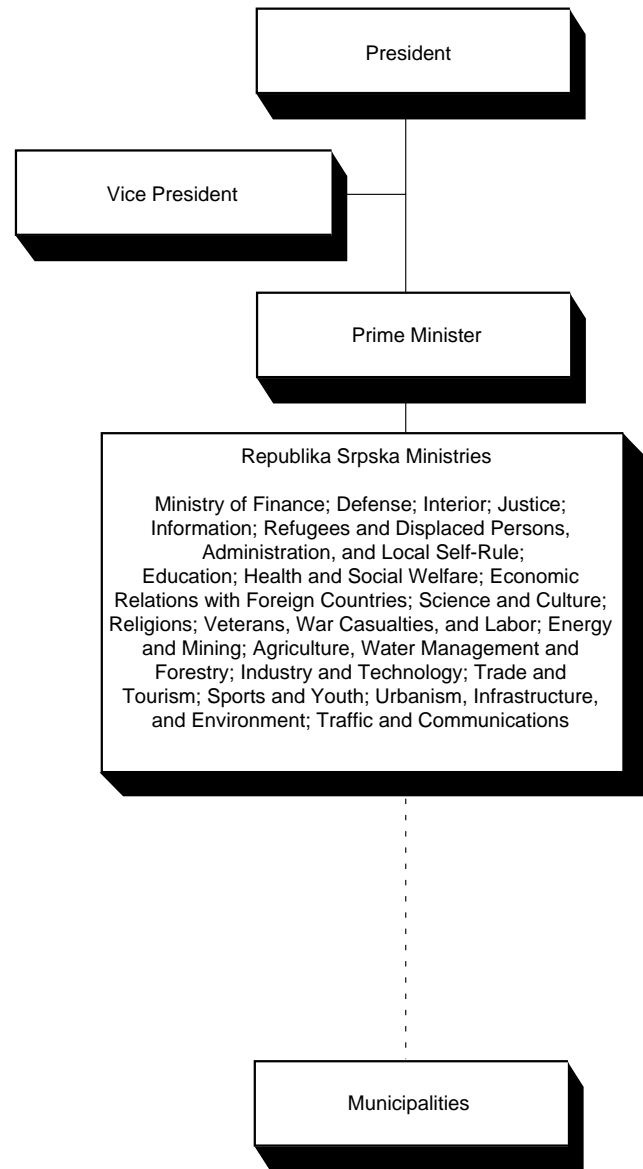 President
Vice President
Prime Minister
Republika Srpska Ministries
Ministry of Finance; Defense; Interior; Justice;
Information; Refugees and Displaced Persons,
Administration, and Local Self-Rule;
Education; Health and Social Welfare; Economic
Relations with Foreign Countries; Science and Culture;
Religions; Veterans, War Casualties, and Labor; Energy
and Mining; Agriculture, Water Management and
Forestry; Industry and Technology; Trade and
Tourism; Sports and Youth; Urbanism, Infrastructure,
and Environment; Traffic and Communications
Municipalities